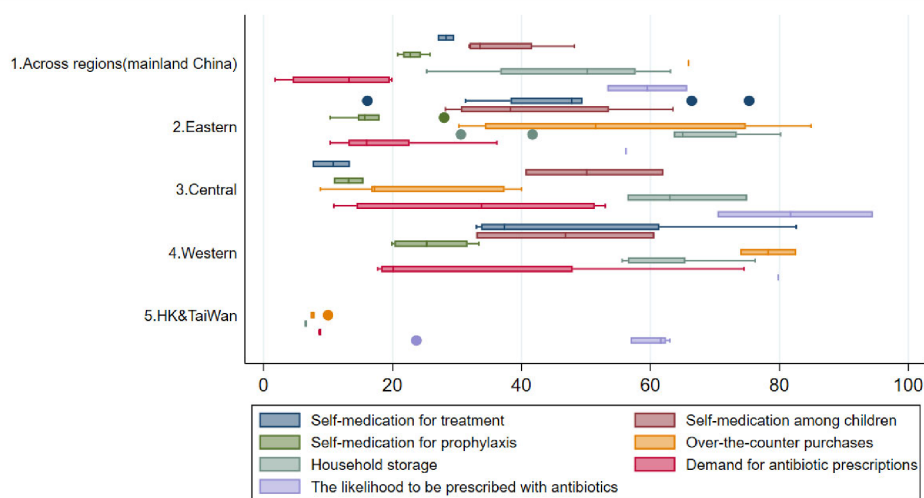 1.Across regions(mainland China)
2.Eastern
3.Central
4.Western
5.HK&TaiWan
0 20 40 60 80 100
Self-medication for treatment Self-medication among children
Self-medication for prophylaxis Over-the-counter purchases
Household storage Demand for antibiotic prescriptions
The likelihood to be prescribed with antibiotics